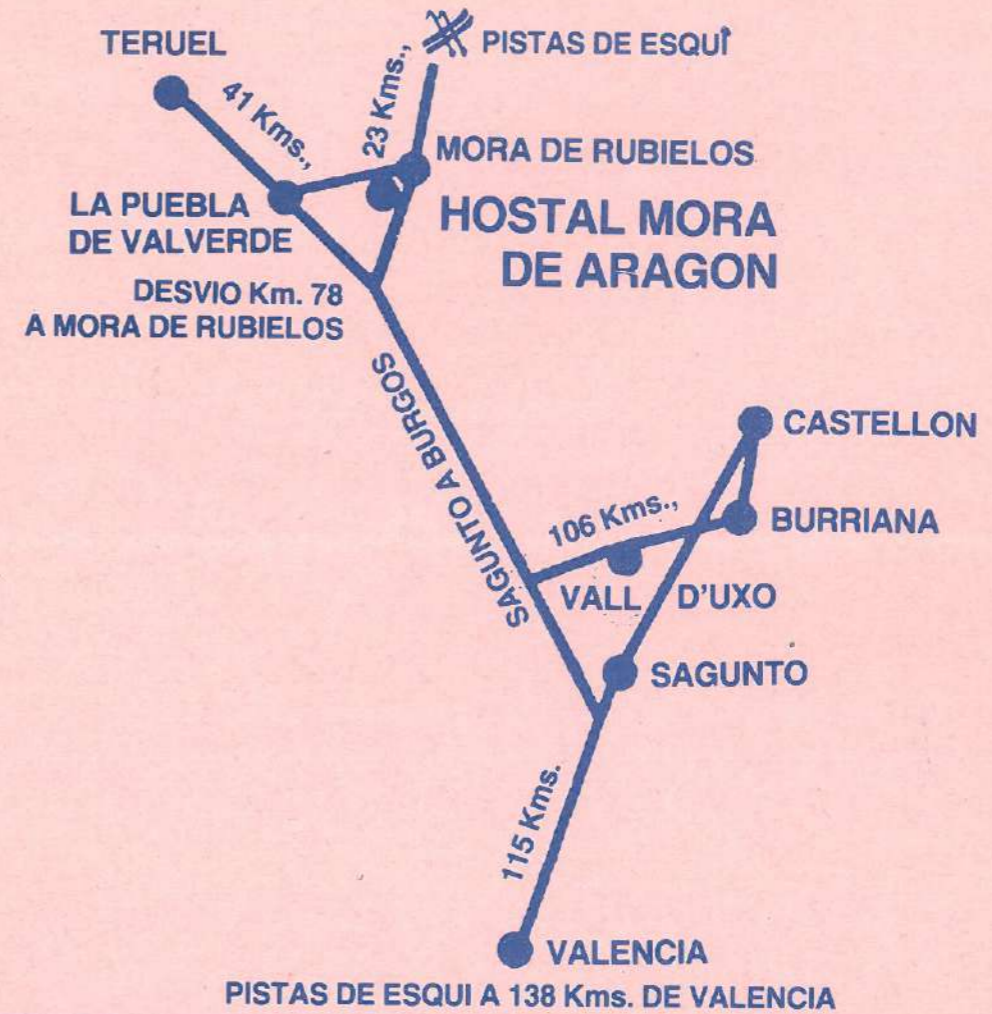 PISTAS DE ESQUÍ
TERUEL
41 Kms.,
23 Kms.,
MORA DE RUBIELOS
LA PUEBLA
DE VALVERDE
HOSTAL MORA
DE ARAGON
DESVIO Km. 78
A MORA DE RUBIELOS
SAGUNTO A BURGOS
CASTELLON
106 Kms.,
BURRIANA
VALL D'UXO
SAGUNTO
115 Kms.
VALENCIA
PISTAS DE ESQUI A 138 Kms. DE VALENCIA